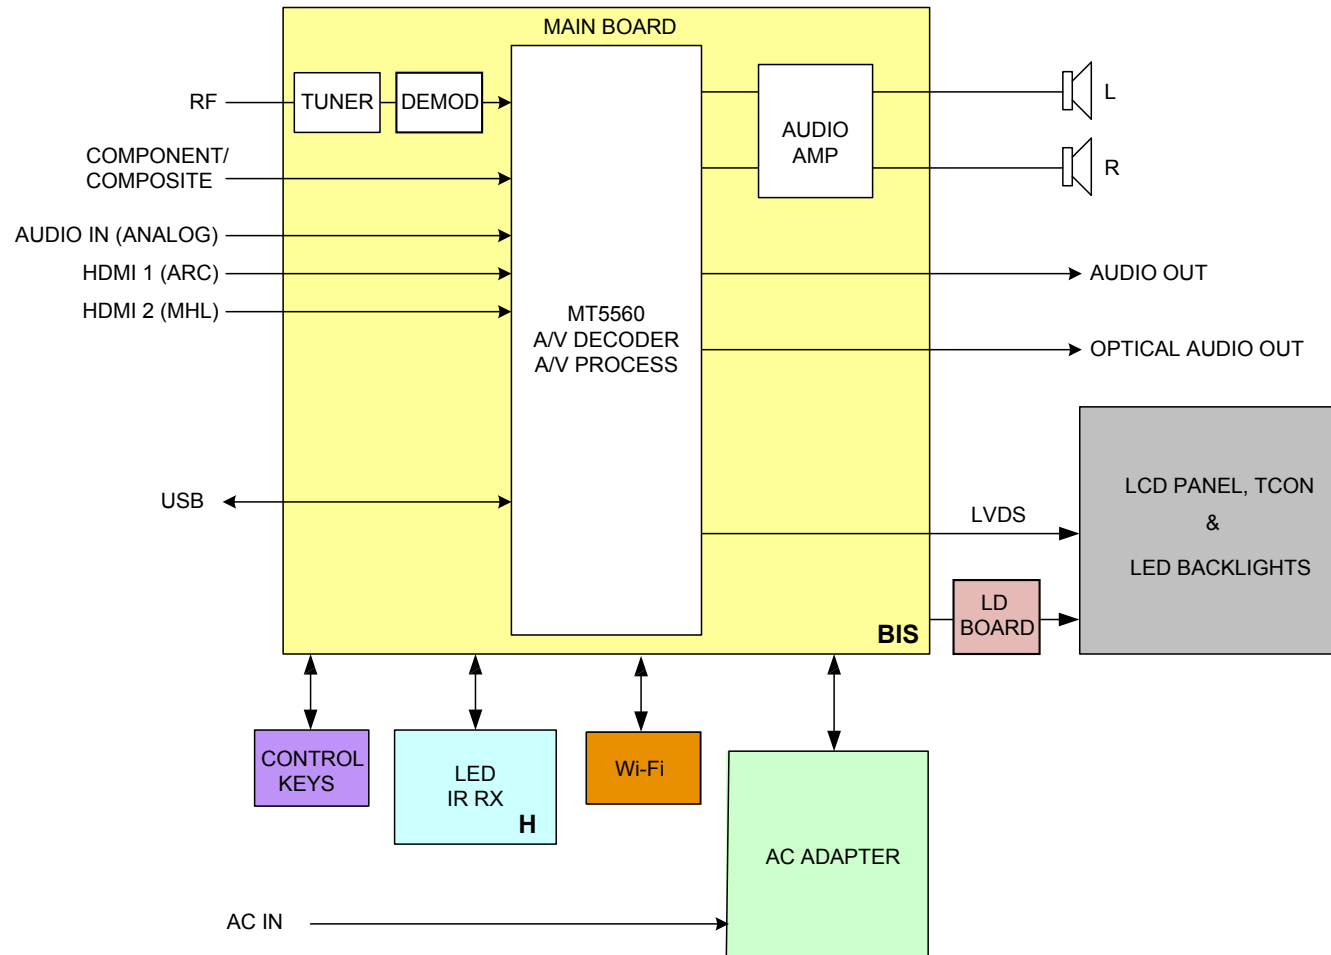 MAIN BOARD
RF
TUNER
DEMOD
COMPONENT/
COMPOSITE
AUDIO IN (ANALOG)
HDMI 1 (ARC)
HDMI 2 (MHL)
USB
MT5560
A/V DECODER
A/V PROCESS
AUDIO
AMP
L
R
AUDIO OUT
OPTICAL AUDIO OUT
LVDS
LCD PANEL, TCON
&
LED BACKLIGHTS
LD
BOARD
BIS
CONTROL
KEYS
LED
IR RX
H
Wi-Fi
AC ADAPTER
AC IN